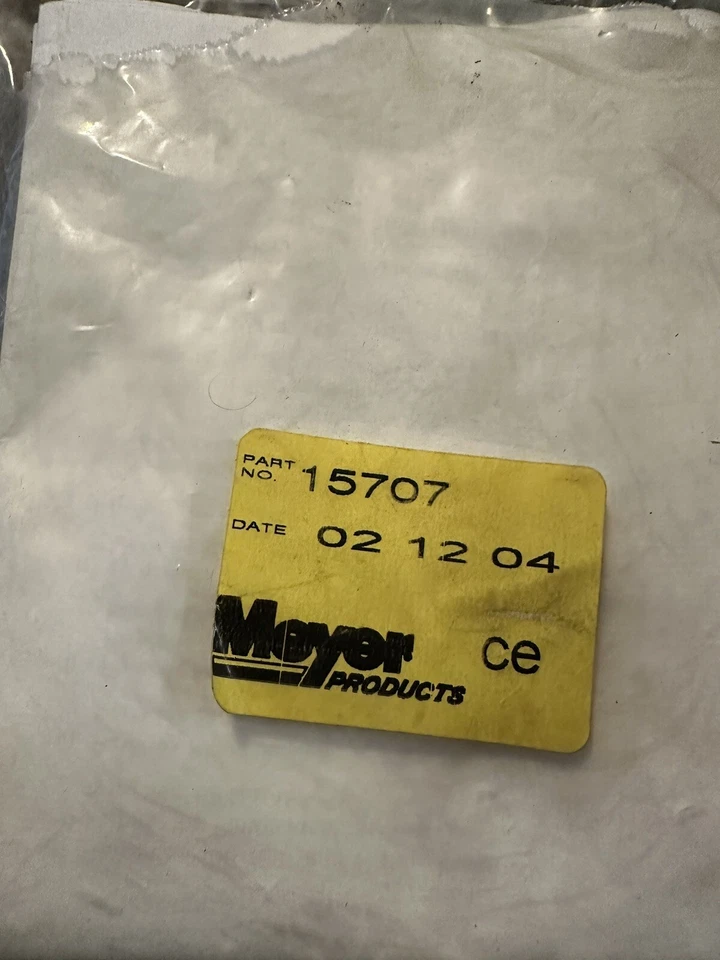 PART NO. 15707
DATE 02 12 04
Meyer ce
PRODUCTS